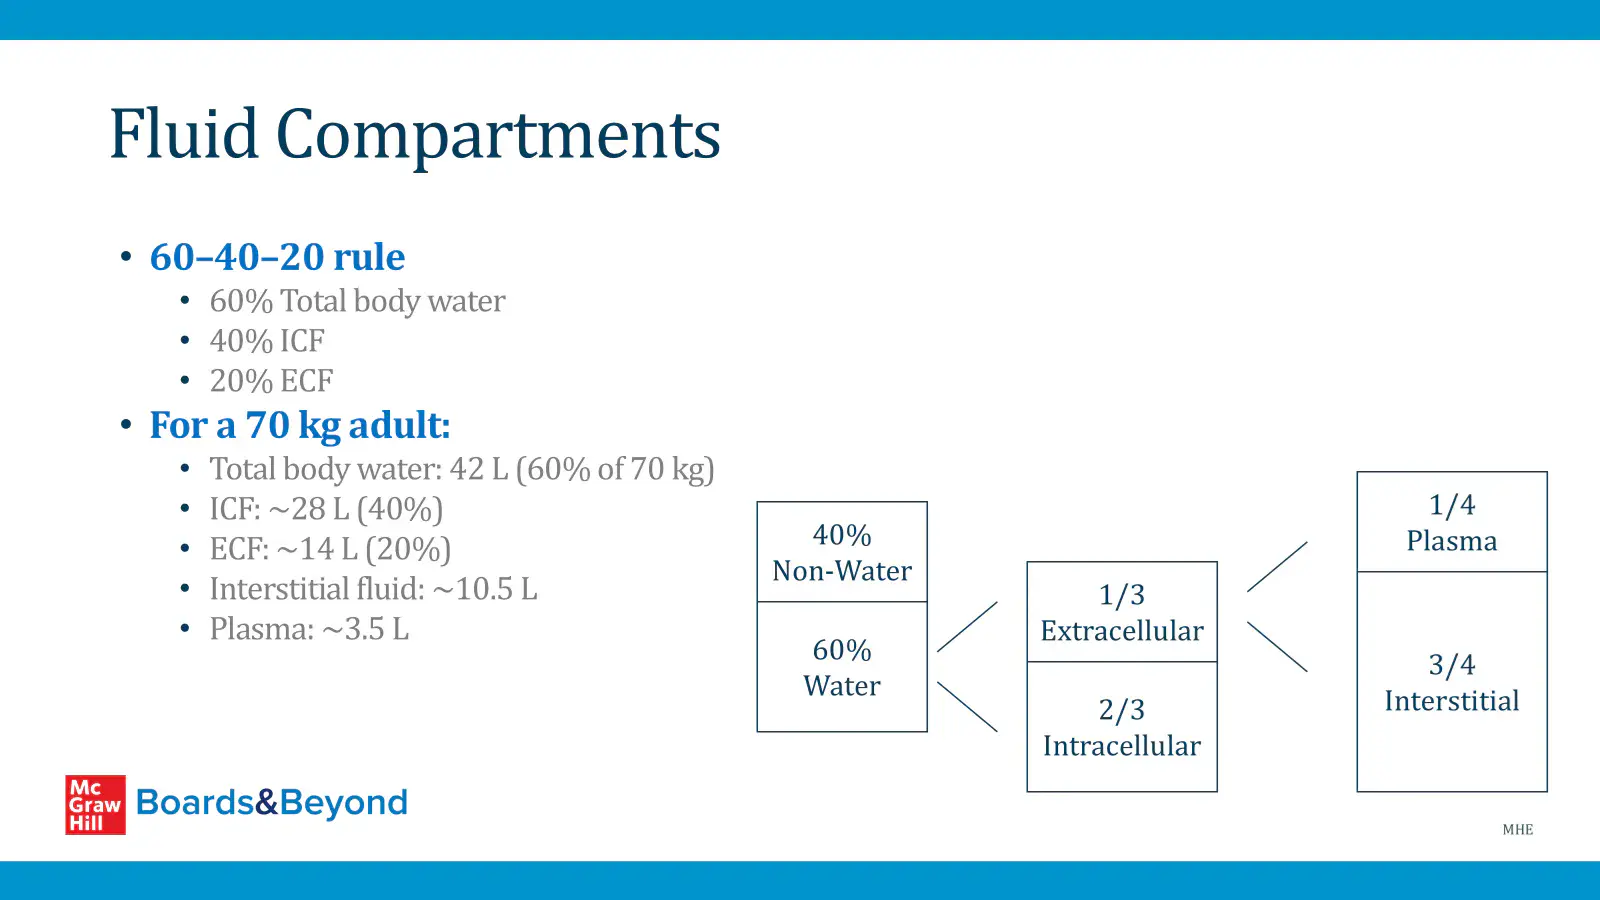 Fluid Compartments
• 60–40–20 rule
• 60% Total body water
• 40% ICF
• 20% ECF
• For a 70 kg adult:
• Total body water: 42 L (60% of 70 kg)
• ICF: ~28 L (40%)
• ECF: ~14 L (20%)
• Interstitial fluid: ~10.5 L
• Plasma: ~3.5 L
40%
Non-Water
60%
Water
1/3
Extracellular
2/3
Intracellular
1/4
Plasma
3/4
Interstitial
Mc
Graw
Hill
Boards&Beyond
MHE